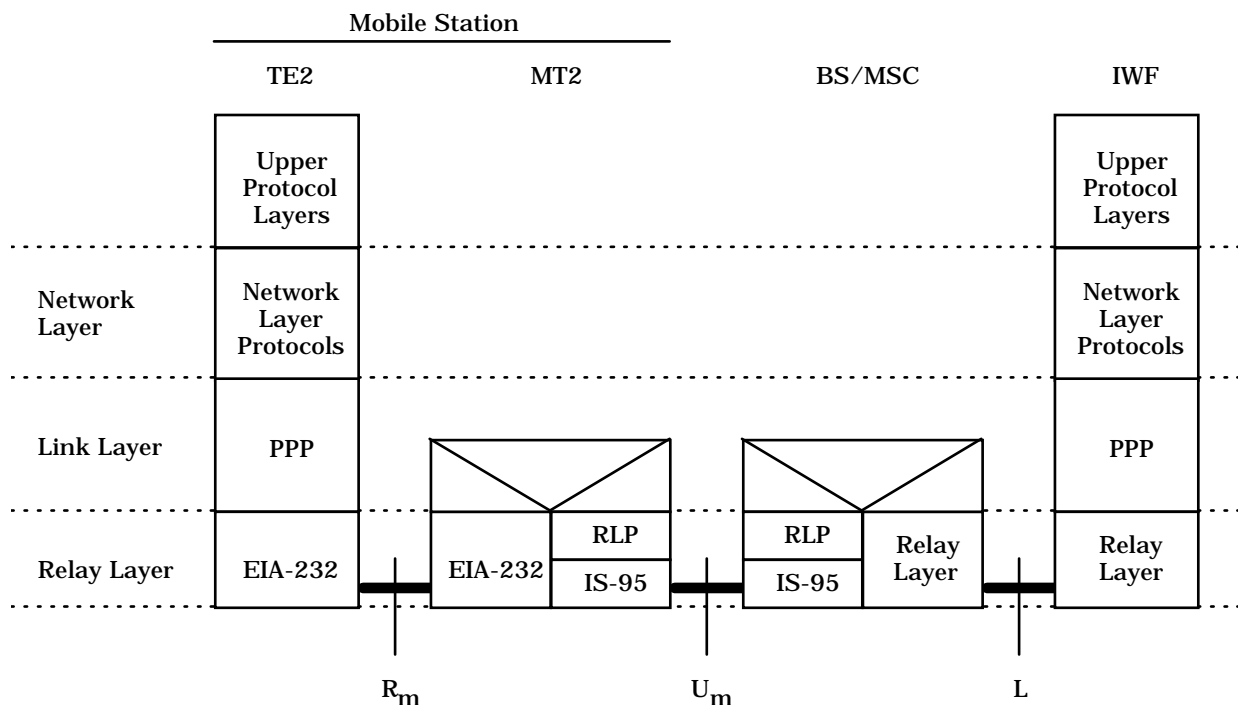 Mobile Station
TE2
MT2
BS/MSC
IWF
Upper
Protocol
Layers
Upper
Protocol
Layers
Network
Layer
Network
Layer
Protocols
Network
Layer
Protocols
Link Layer
PPP
PPP
Relay Layer
EIA-232
EIA-232
RLP
IS-95
RLP
IS-95
Relay
Layer
Relay
Layer
Rm
Um
L